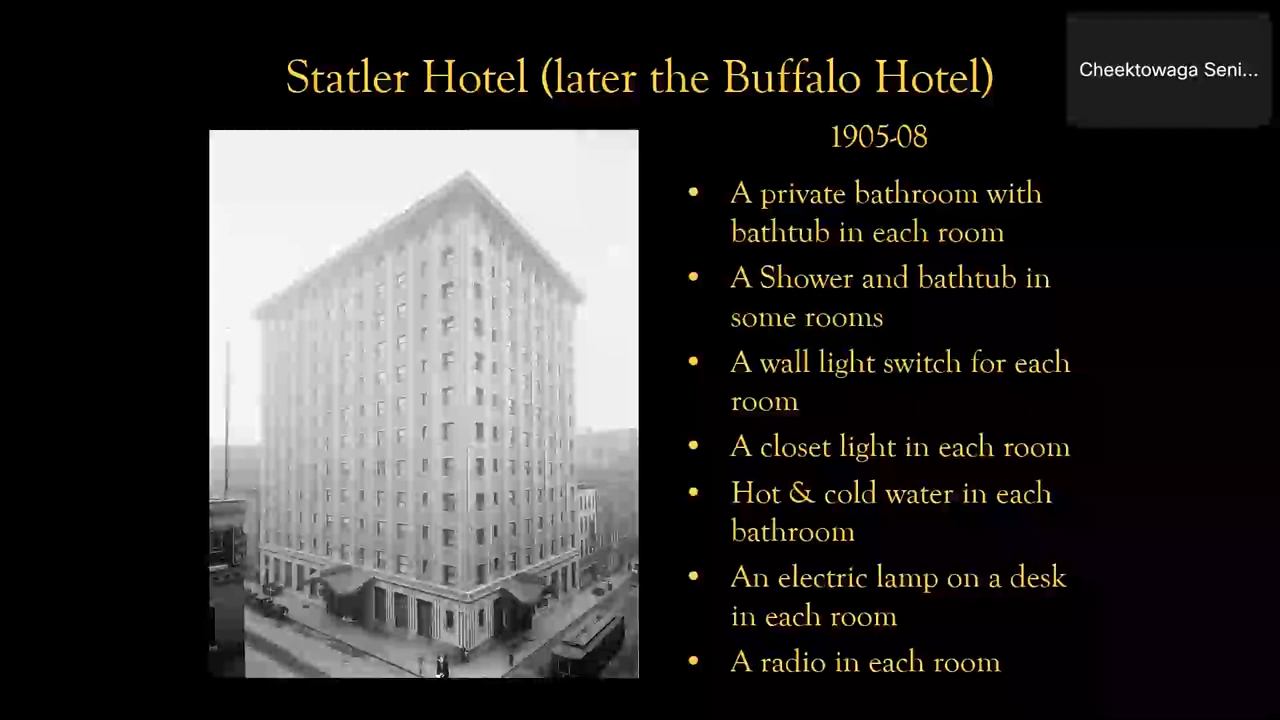 Statler Hotel (later the Buffalo Hotel)
Cheektowaga Seni...
1905-08
• A private bathroom with
bathtub in each room
• A Shower and bathtub in
some rooms
• A wall light switch for each
room
• A closet light in each room
• Hot & cold water in each
bathroom
• An electric lamp on a desk
in each room
• A radio in each room